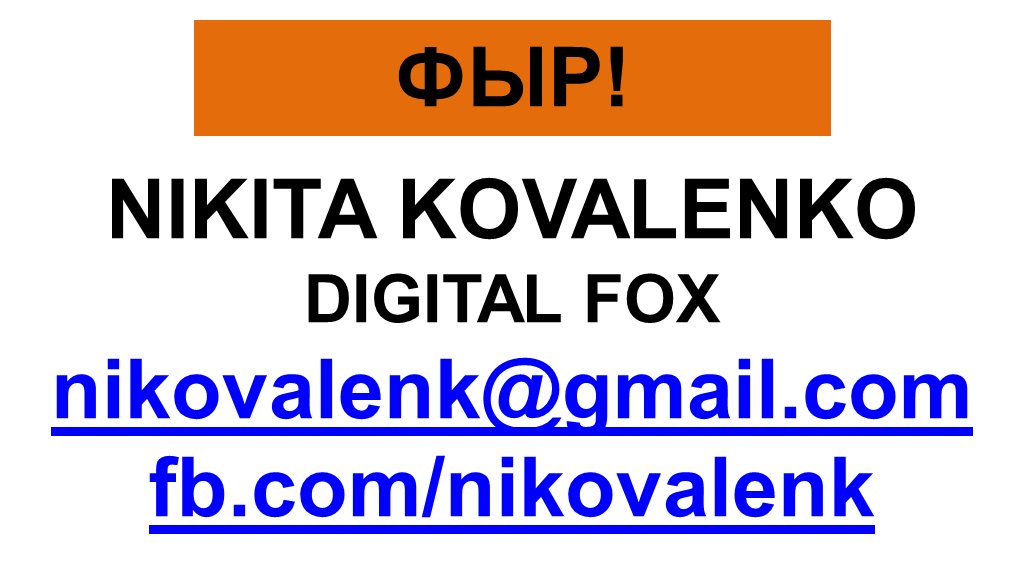 ФЫР!
NIKITA KOVALENKO
DIGITAL FOX
nikovalenk@gmail.com
fb.com/nikovalenk